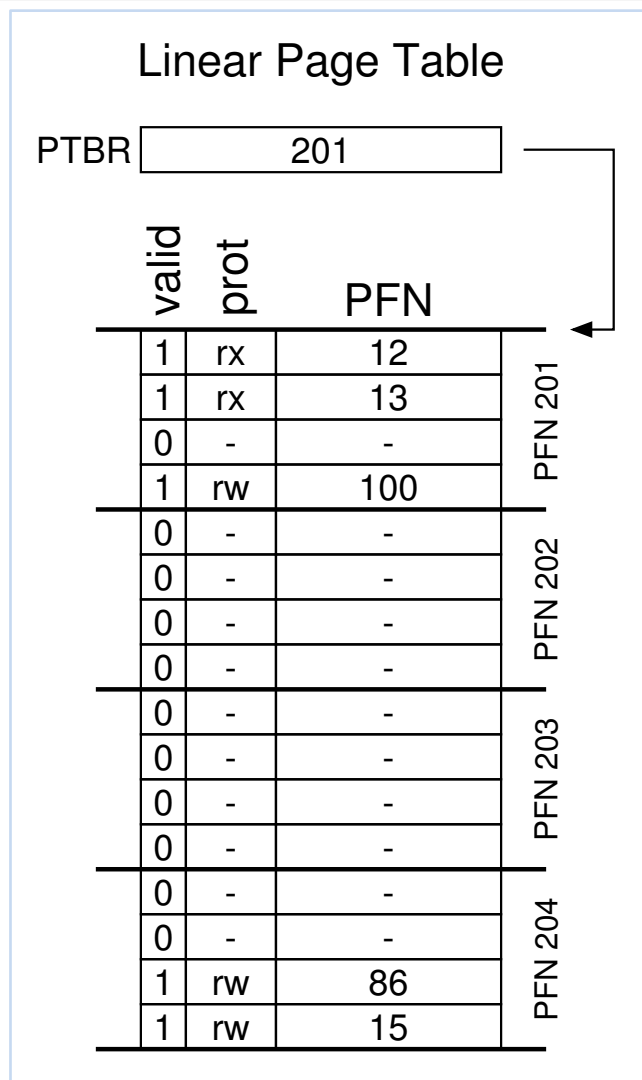 Linear Page Table
PTBR 201
valid prot PFN
1 rx 12
1 rx 13
0 - -
1 rw 100
PFN 201
0 - -
0 - -
0 - -
0 - -
PFN 202
0 - -
0 - -
0 - -
0 - -
PFN 203
0 - -
0 - -
1 rw 86
1 rw 15
PFN 204